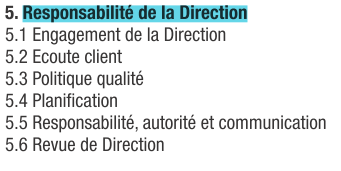 5. Responsabilité de la Direction
5.1 Engagement de la Direction
5.2 Ecoute client
5.3 Politique qualité
5.4 Planification
5.5 Responsabilité, autorité et communication
5.6 Revue de Direction